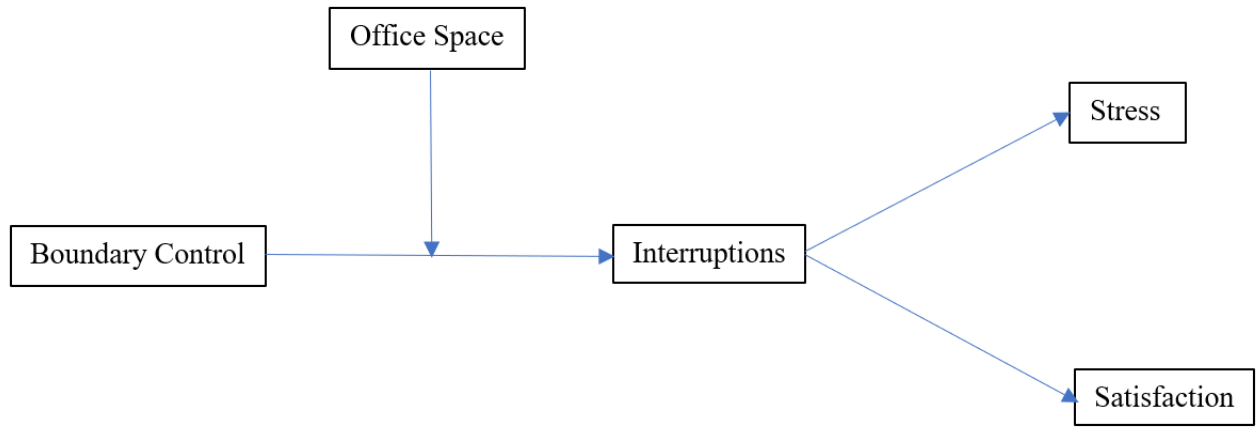 Office Space
Stress
Boundary Control
Interruptions
Satisfaction